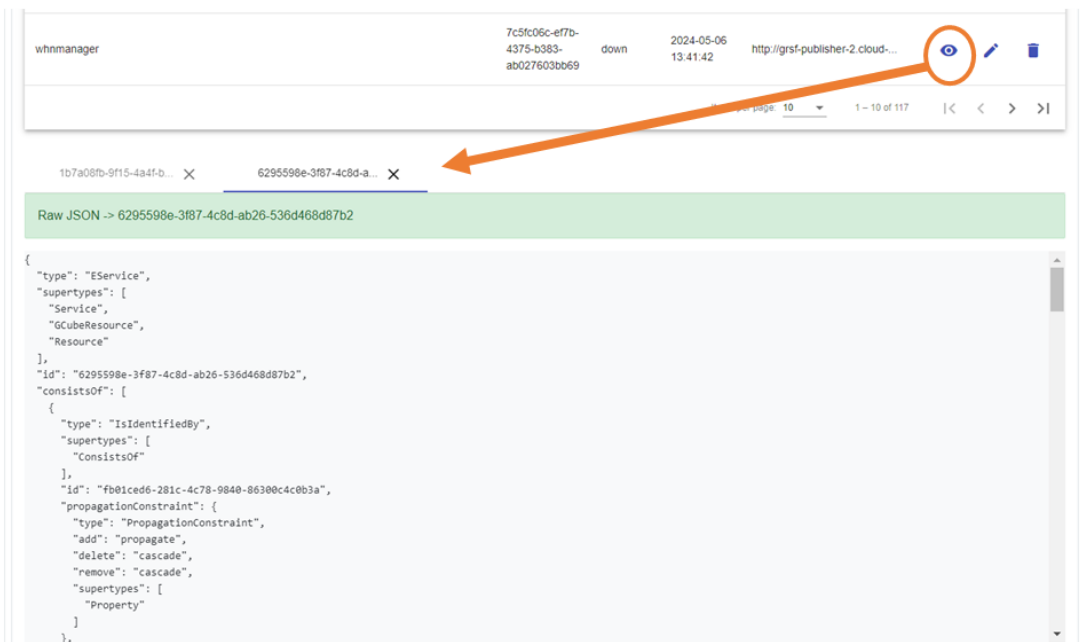 whnmanager 7c5fc06c-ef7b-4375-b383-ab027603bb69 down 2024-05-06 13:41:42 http://grsf-publisher-2.cloud-...
page: 10 1 – 10 of 117
1b7a08fb-9f15-4a4f-b... 6295598e-3f87-4c8d-a...
Raw JSON -> 6295598e-3f87-4c8d-ab26-536d468d87b2
{
"type": "EService",
"supertypes": [
"Service",
"GCubeResource",
"Resource"
],
"id": "6295598e-3f87-4c8d-ab26-536d468d87b2",
"consistsOf": [
{
"type": "IsIdentifiedBy",
"supertypes": [
"ConsistsOf"
],
"id": "fb01ced6-281c-4c78-9840-86300c4c0b3a",
"propagationConstraint": {
"type": "PropagationConstraint",
"add": "propagate",
"delete": "cascade",
"remove": "cascade",
"supertypes": [
"Property"
]
},